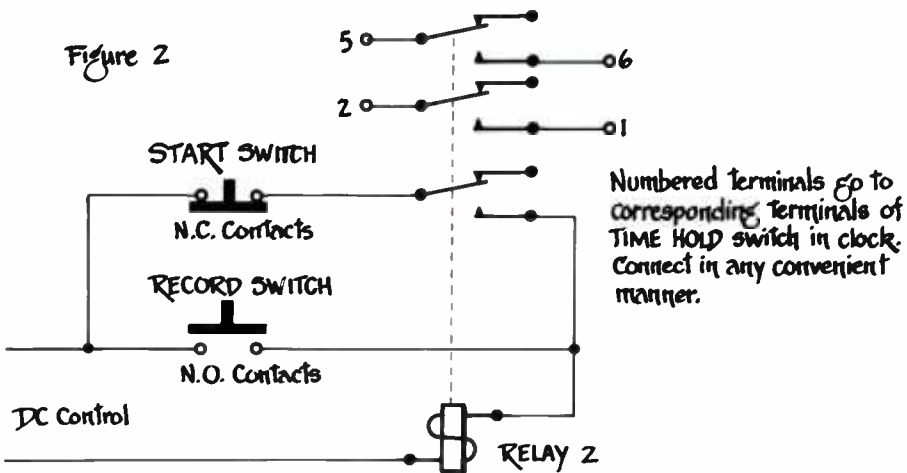 Figure 2
5
6
2
1
START SWITCH
N.C. Contacts
Numbered terminals go to
corresponding terminals of
TIME HOLD switch in clock.
Connect in any convenient
manner.
RECORD SWITCH
N.O. Contacts
DC Control
RELAY 2